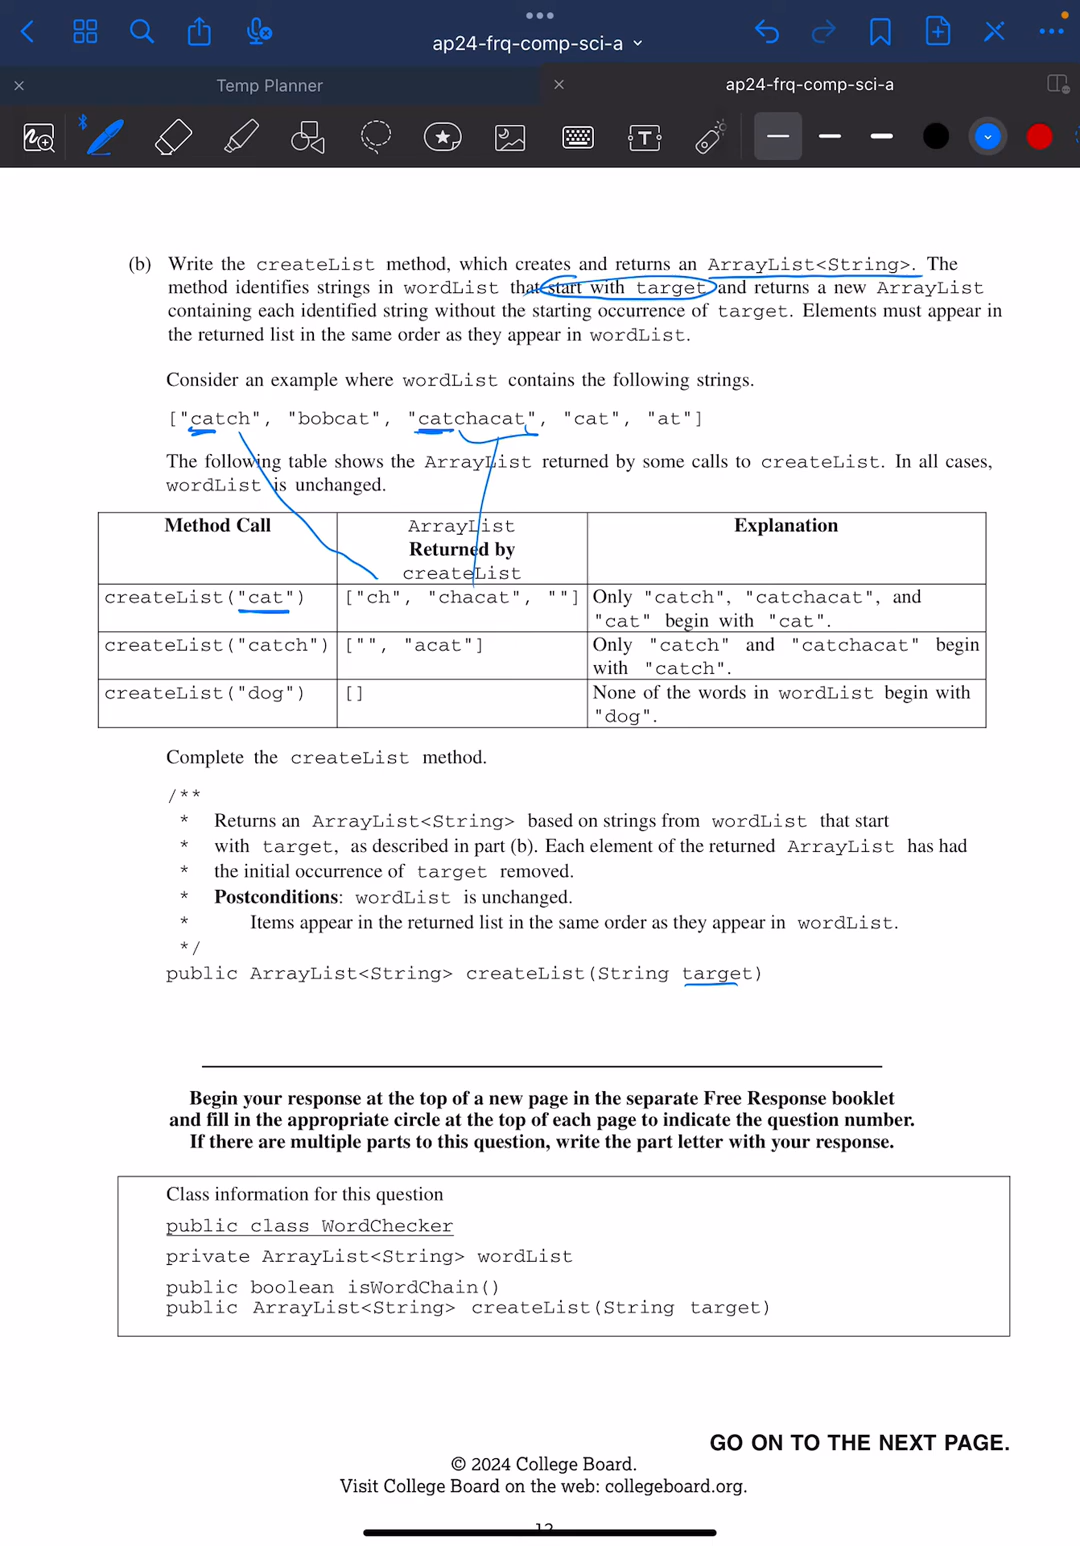 ap24-frq-comp-sci-a
Temp Planner
ap24-frq-comp-sci-a
T
(b) Write the createList method, which creates and returns an ArrayList<String>. The
method identifies strings in wordList that start with target and returns a new ArrayList
containing each identified string without the starting occurrence of target. Elements must appear in
the returned list in the same order as they appear in wordList.
Consider an example where wordList contains the following strings.
["catch", "bobcat", "catchacat", "cat", "at"]
The following table shows the ArrayList returned by some calls to createList. In all cases,
wordList is unchanged.
Method Call
ArrayList
Returned by
createList
Explanation
createList("cat")
["ch", "chacat", ""]
Only "catch", "catchacat", and
"cat" begin with "cat".
createList("catch")
["", "acat"]
Only "catch" and "catchacat" begin
with "catch".
createList("dog")
[]
None of the words in wordList begin with
"dog".
Complete the createList method.
/**
* Returns an ArrayList<String> based on strings from wordList that start
* with target, as described in part (b). Each element of the returned ArrayList has had
* the initial occurrence of target removed.
* Postconditions: wordList is unchanged.
* Items appear in the returned list in the same order as they appear in wordList.
*/
public ArrayList<String> createList(String target)
Begin your response at the top of a new page in the separate Free Response booklet
and fill in the appropriate circle at the top of each page to indicate the question number.
If there are multiple parts to this question, write the part letter with your response.
Class information for this question
public class WordChecker
private ArrayList<String> wordList
public boolean isWordChain()
public ArrayList<String> createList(String target)
GO ON TO THE NEXT PAGE.
© 2024 College Board.
Visit College Board on the web: collegeboard.org.